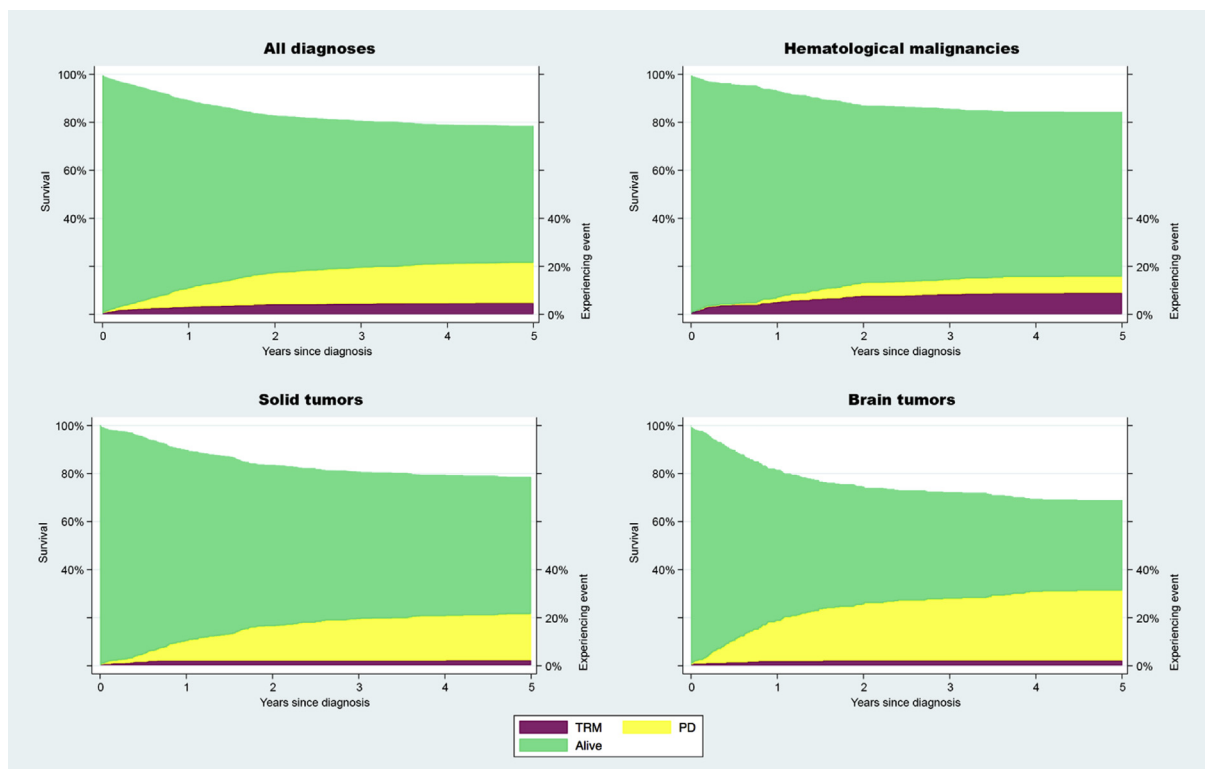 All diagnoses
100%
80%
60%
40%
Survival
40%
20%
0%
Experiencing event
0 1 2 3 4 5
Years since diagnosis
Hematological malignancies
100%
80%
60%
40%
Survival
40%
20%
0%
Experiencing event
0 1 2 3 4 5
Years since diagnosis
Solid tumors
100%
80%
60%
40%
Survival
40%
20%
0%
Experiencing event
0 1 2 3 4 5
Years since diagnosis
Brain tumors
100%
80%
60%
40%
Survival
40%
20%
0%
Experiencing event
0 1 2 3 4 5
Years since diagnosis
TRM PD
Alive